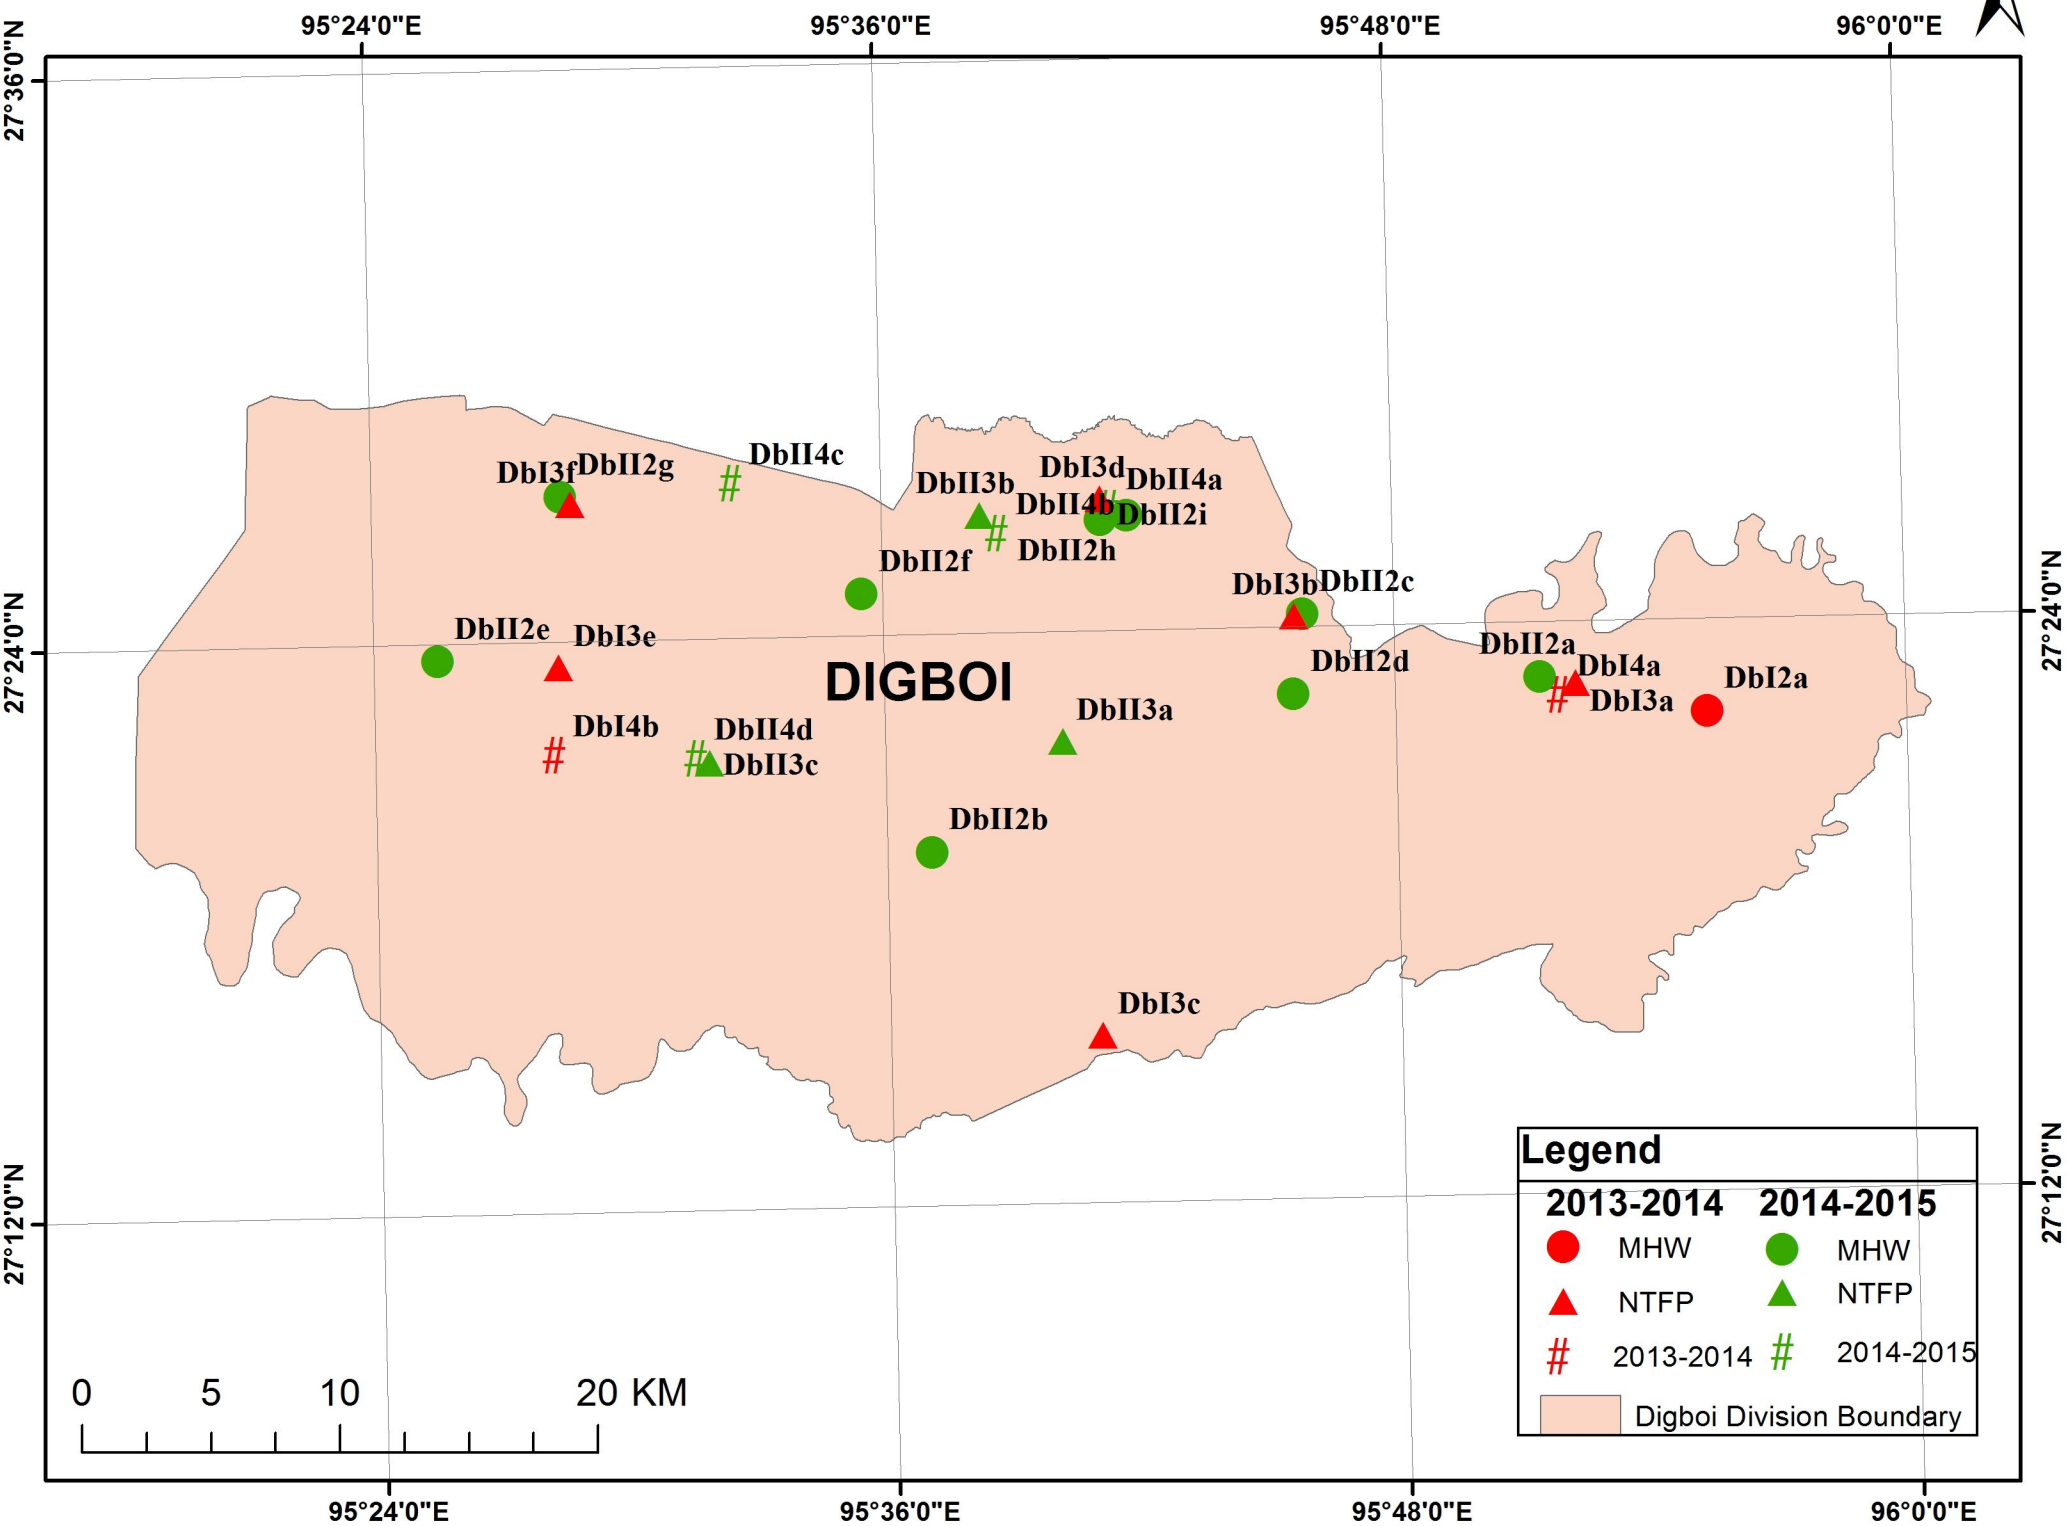 95°24'0"E
95°36'0"E
95°48'0"E
96°0'0"E
27°36'0"N
DbII4c
DbI3f
DbII2g
DbI3d
DbII4a
DbII3b
DbII4b
DbII2i
DbII2h
DbII2f
DbI3b
DbII2c
27°24'0"N
27°24'0"N
DbII2e
DbI3e
DIGBOI
DbII2d
DbII2a
DbI4a
DbI3a
DbI2a
DbI4b
DbII4d
DbII3c
DbII3a
DbII2b
DbI3c
27°12'0"N
27°12'0"N
Legend
2013-2014 2014-2015
MHW MHW
NTFP NTFP
# 2013-2014 # 2014-2015
Digboi Division Boundary
0 5 10 20 KM
95°24'0"E
95°36'0"E
95°48'0"E
96°0'0"E